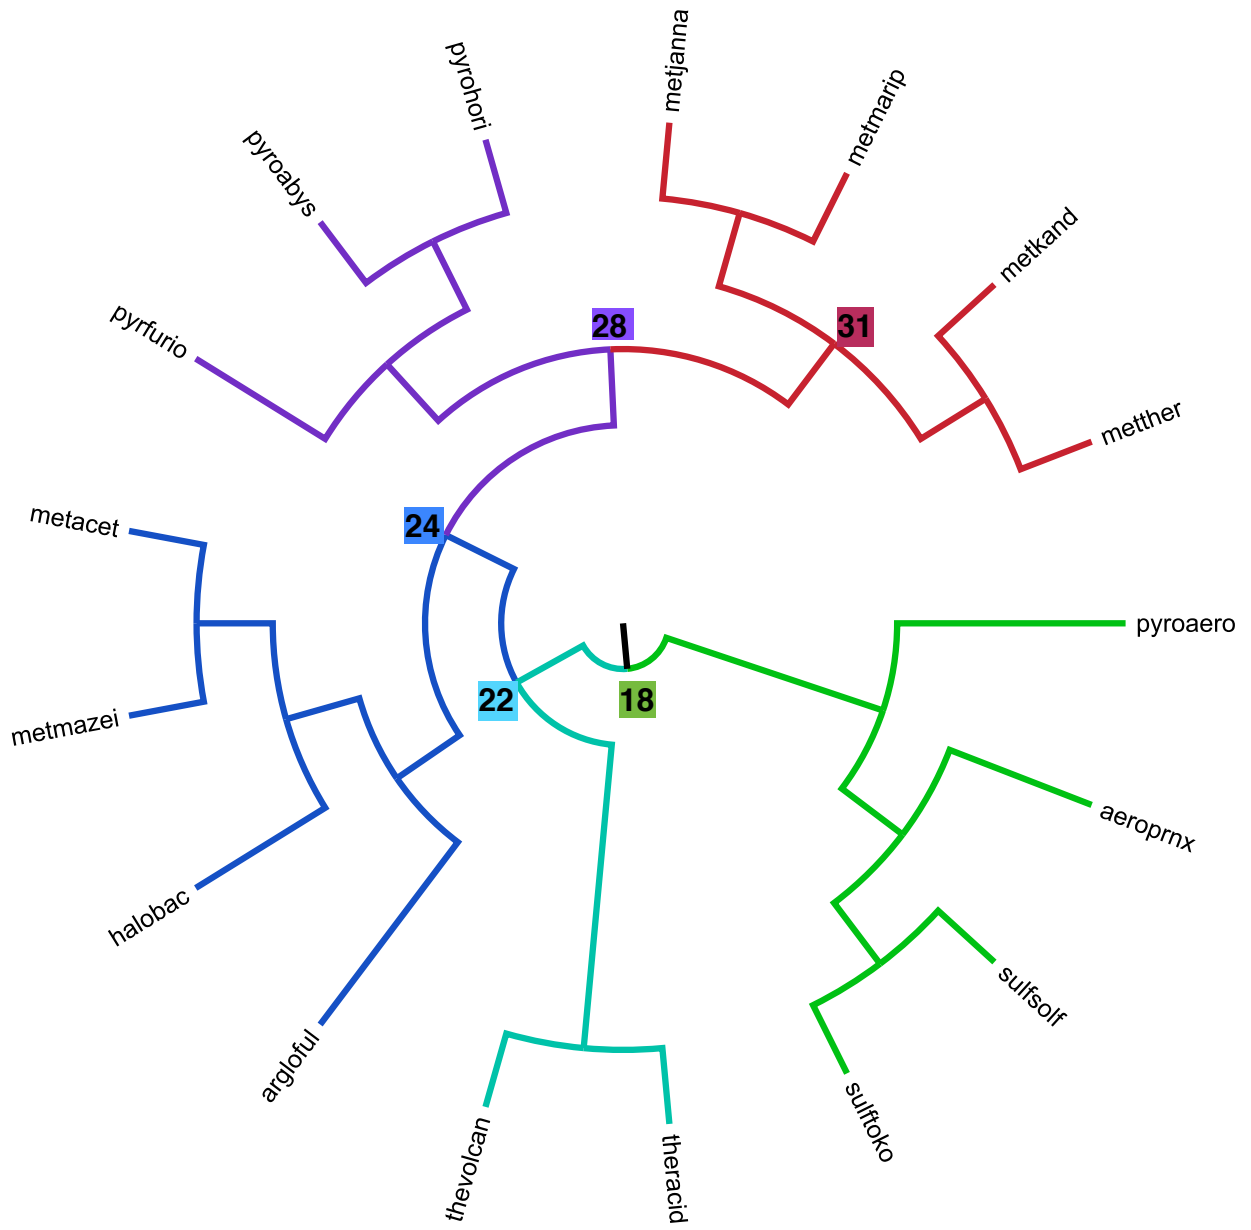 metjanna
pyrohori
metmarip
pyroabys
metkand
pyrfurio
28
31
metther
metacet
24
pyroaero
22
18
metmazei
aeroprnx
halobac
sulfsolf
argloful
sulftoko
thevolcan
theracid